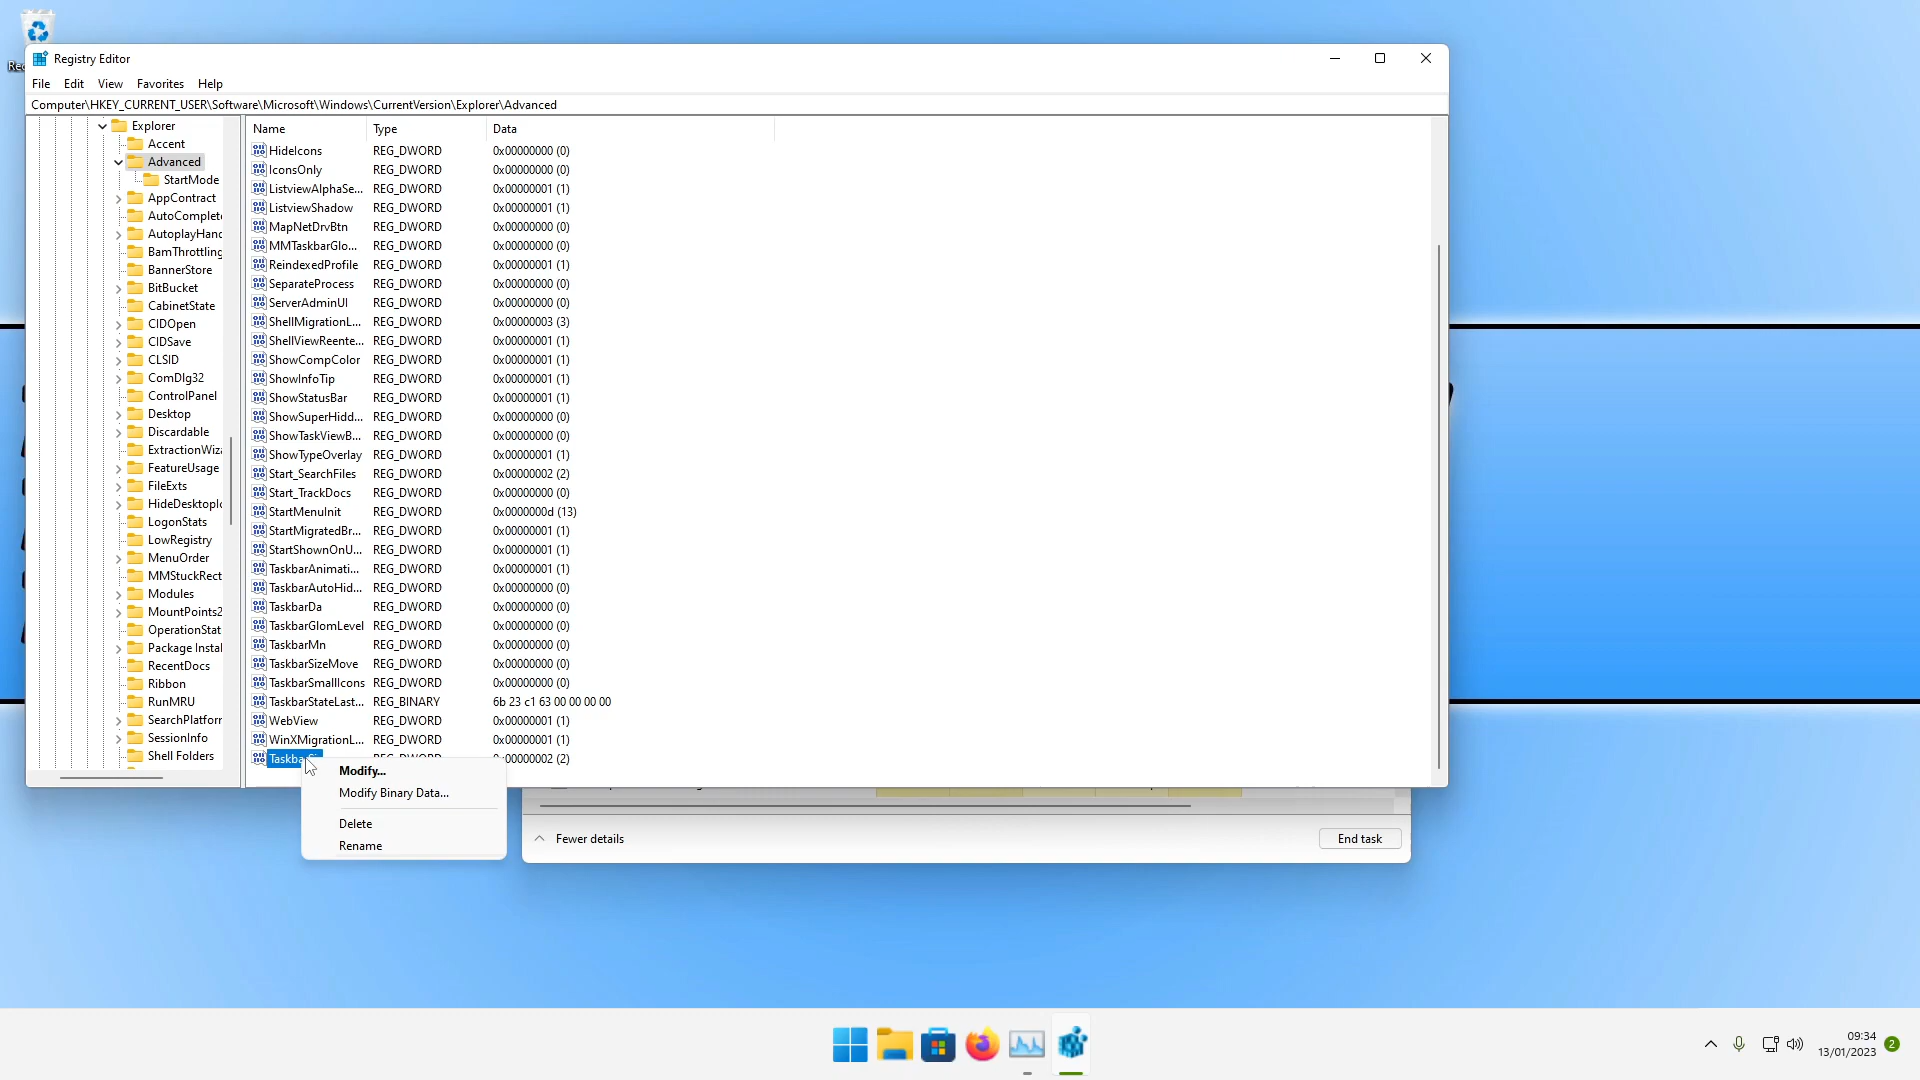 Registry Editor
File Edit View Favorites Help
Computer\HKEY_CURRENT_USER\Software\Microsoft\Windows\CurrentVersion\Explorer\Advanced
Explorer
Accent
Advanced
StartMode
AppContract
AutoComplet
AutoplayHand
BamThrottling
BannerStore
BitBucket
CabinetState
CIDOpen
CIDSave
CLSID
ComDlg32
ControlPanel
Desktop
Discardable
ExtractionWiza
FeatureUsage
FileExts
HideDesktopIc
LogonStats
LowRegistry
MenuOrder
MMStuckRect
Modules
MountPoints2
OperationStat
Package Instal
RecentDocs
Ribbon
RunMRU
SearchPlatforr
SessionInfo
Shell Folders
Name Type Data
HideIcons REG_DWORD 0x00000000 (0)
IconsOnly REG_DWORD 0x00000000 (0)
ListviewAlphaSe... REG_DWORD 0x00000001 (1)
ListviewShadow REG_DWORD 0x00000001 (1)
MapNetDrvBtn REG_DWORD 0x00000000 (0)
MMTaskbarGlo... REG_DWORD 0x00000000 (0)
ReindexedProfile REG_DWORD 0x00000001 (1)
SeparateProcess REG_DWORD 0x00000000 (0)
ServerAdminUI REG_DWORD 0x00000000 (0)
ShellMigrationL... REG_DWORD 0x00000003 (3)
ShellViewReente... REG_DWORD 0x00000001 (1)
ShowCompColor REG_DWORD 0x00000001 (1)
ShowInfoTip REG_DWORD 0x00000001 (1)
ShowStatusBar REG_DWORD 0x00000001 (1)
ShowSuperHidd... REG_DWORD 0x00000000 (0)
ShowTaskViewB... REG_DWORD 0x00000000 (0)
ShowTypeOverlay REG_DWORD 0x00000001 (1)
Start_SearchFiles REG_DWORD 0x00000002 (2)
Start_TrackDocs REG_DWORD 0x00000000 (0)
StartMenuInit REG_DWORD 0x0000000d (13)
StartMigratedBr... REG_DWORD 0x00000001 (1)
StartShownOnU... REG_DWORD 0x00000001 (1)
TaskbarAnimati... REG_DWORD 0x00000001 (1)
TaskbarAutoHid... REG_DWORD 0x00000000 (0)
TaskbarDa REG_DWORD 0x00000000 (0)
TaskbarGlomLevel REG_DWORD 0x00000000 (0)
TaskbarMn REG_DWORD 0x00000000 (0)
TaskbarSizeMove REG_DWORD 0x00000000 (0)
TaskbarSmallIcons REG_DWORD 0x00000000 (0)
TaskbarStateLast... REG_BINARY 6b 23 c1 63 00 00 00 00
WebView REG_DWORD 0x00000001 (1)
WinXMigrationL... REG_DWORD 0x00000001 (1)
00000002 (2)
Modify...
Modify Binary Data...
Delete
Rename
Fewer details
End task
09:34
13/01/2023
2